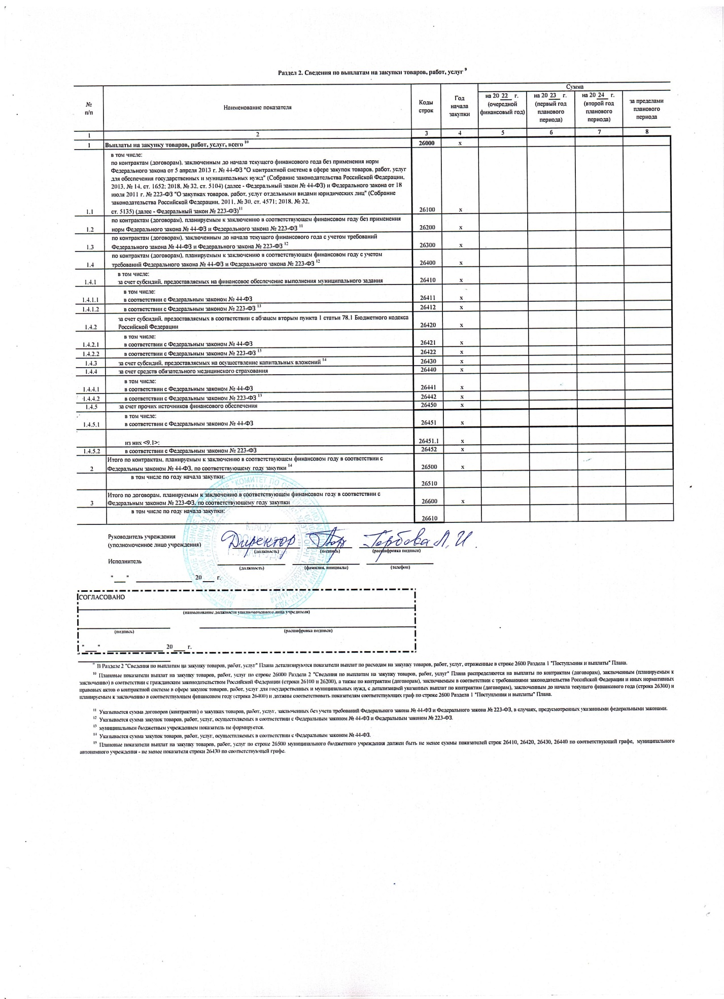 Раздел 2. Сведения по выплатам на закупки товаров, работ, услуг 9
№ п/п
Наименование показателя
Коды строк
Год начала закупки
Сумма
на 20 22 г. (очередной финансовый год)
на 20 23 г. (первый год планового периода)
на 20 24 г. (второй год планового периода)
за пределами планового периода
1 2 3 4 5 6 7 8
1 Выплаты на закупку товаров, работ, услуг, всего 10 26000 х
в том числе:
по контрактам (договорам), заключенным до начала текущего финансового года без применения норм
Федерального закона от 5 апреля 2013 г. № 44-ФЗ "О контрактной системе в сфере закупок товаров, работ, услуг
для обеспечения государственных и муниципальных нужд" (Собрание законодательства Российской Федерации,
2013, № 14, ст. 1652; 2018, № 32, ст. 5104) (далее - Федеральный закон № 44-ФЗ) и Федерального закона от 18
июля 2011 г. № 223-ФЗ "О закупках товаров, работ, услуг отдельными видами юридических лиц" (Собрание
законодательства Российской Федерации, 2011, № 30, ст. 4571; 2018, № 32,
1.1 ст. 5135) (далее - Федеральный закон № 223-ФЗ)11 26100 х
по контрактам (договорам), планируемым к заключению в соответствующем финансовом году без применения
1.2 норм Федерального закона № 44-ФЗ и Федерального закона № 223-ФЗ 11 26200 х
по контрактам (договорам), заключенным до начала текущего финансового года с учетом требований
1.3 Федерального закона № 44-ФЗ и Федерального закона № 223-ФЗ 12 26300 х
по контрактам (договорам), планируемым к заключению в соответствующем финансовом году с учетом
1.4 требований Федерального закона № 44-ФЗ и Федерального закона № 223-ФЗ 12 26400 х
в том числе:
1.4.1 за счет субсидий, предоставляемых на финансовое обеспечение выполнения муниципального задания 26410 х
в том числе:
1.4.1.1 в соответствии с Федеральным законом № 44-ФЗ 26411 х
1.4.1.2 в соответствии с Федеральным законом № 223-ФЗ 13 26412 х
за счет субсидий, предоставляемых в соответствии с абзацем вторым пункта 1 статьи 78.1 Бюджетного кодекса
1.4.2 Российской Федерации 26420 х
в том числе:
1.4.2.1 в соответствии с Федеральным законом № 44-ФЗ 26421 х
1.4.2.2 в соответствии с Федеральным законом № 223-ФЗ 13 26422 х
1.4.3 за счет субсидий, предоставляемых на осуществление капитальных вложений 14 26430 х
1.4.4 за счет средств обязательного медицинского страхования 26440 х
в том числе:
1.4.4.1 в соответствии с Федеральным законом № 44-ФЗ 26441 х
1.4.4.2 в соответствии с Федеральным законом № 223-ФЗ 13 26442 х
1.4.5 за счет прочих источников финансового обеспечения 26450 х
в том числе:
1.4.5.1 в соответствии с Федеральным законом № 44-ФЗ 26451 х
из них <9.1>: 26451.1 х
1.4.5.2 в соответствии с Федеральным законом № 223-ФЗ 26452 х
Итого по контрактам, планируемым к заключению в соответствующем финансовом году в соответствии с
2 Федеральным законом № 44-ФЗ, по соответствующему году закупки 14 26500 х
в том числе по году начала закупки:
26510
Итого по договорам, планируемым к заключению в соответствующем финансовом году в соответствии с
3 Федеральным законом № 223-ФЗ, по соответствующему году закупки 26600 х
в том числе по году начала закупки:
26610
Руководитель учреждения
(уполномоченное лицо учреждения) Директор Горбова Л.И.
(должность) (подпись) (расшифровка подписи)
Исполнитель
(должность) (фамилия, инициалы) (телефон)
"___" ________ 20 ___ г.
СОГЛАСОВАНО
(наименование должности уполномоченного лица учредителя)
(подпись) (расшифровка подписи)
"___" ________ 20 ___ г.
9 В Разделе 2 "Сведения по выплатам на закупку товаров, работ, услуг" Плана детализируются показатели выплат по расходам на закупку товаров, работ, услуг, отраженные в строке 2600 Раздела 1 "Поступления и выплаты" Плана.
10 Плановые показатели выплат на закупку товаров, работ, услуг по строке 26000 Раздела 2 "Сведения по выплатам на закупку товаров, работ, услуг" Плана распределяются на выплаты по контрактам (договорам), заключенным (планируемым к
заключению) в соответствии с гражданским законодательством Российской Федерации (строки 26100 и 26200), а также по контрактам (договорам), заключаемым в соответствии с требованиями законодательства Российской Федерации и иных нормативных
правовых актов о контрактной системе в сфере закупок товаров, работ, услуг для государственных и муниципальных нужд, с детализацией указанных выплат по контрактам (договорам), заключенным до начала текущего финансового года (строка 26300) и
планируемым к заключению в соответствующем финансовом году (строка 26400) и должны соответствовать показателям соответствующих граф по строке 2600 Раздела 1 "Поступления и выплаты" Плана.
11 Указывается сумма договоров (контрактов) о закупках товаров, работ, услуг, заключенных без учета требований Федерального закона № 44-ФЗ и Федерального закона № 223-ФЗ, в случаях, предусмотренных указанными федеральными законами.
12 Указывается сумма закупок товаров, работ, услуг, осуществляемых в соответствии с Федеральным законом № 44-ФЗ и Федеральным законом № 223-ФЗ.
13 муниципальным бюджетным учреждением показатель не формируется.
14 Указывается сумма закупок товаров, работ, услуг, осуществляемых в соответствии с Федеральным законом № 44-ФЗ.
15 Плановые показатели выплат на закупку товаров, работ, услуг по строке 26500 муниципального бюджетного учреждения должен быть не менее суммы показателей строк 26410, 26420, 26430, 26440 по соответствующей графе, муниципального
автономного учреждения - не менее показателя строки 26430 по соответствующей графе.